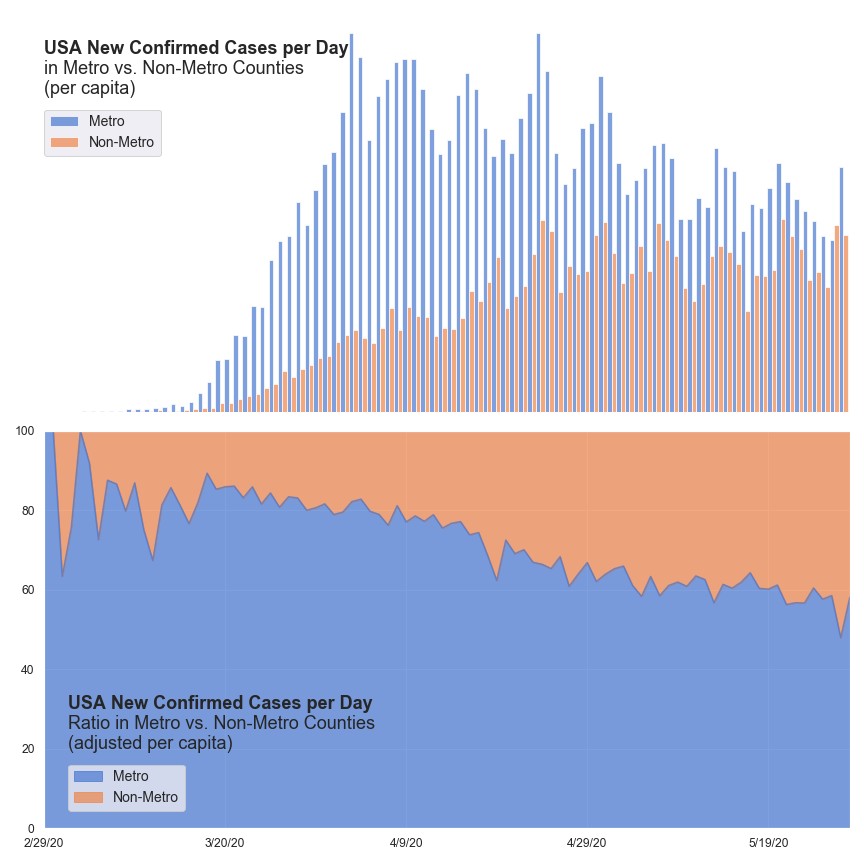 USA New Confirmed Cases per Day
in Metro vs. Non-Metro Counties
(per capita)
Metro
Non-Metro
100
80
60
40
20
0
USA New Confirmed Cases per Day
Ratio in Metro vs. Non-Metro Counties
(adjusted per capita)
Metro
Non-Metro
2/29/20
3/20/20
4/9/20
4/29/20
5/19/20